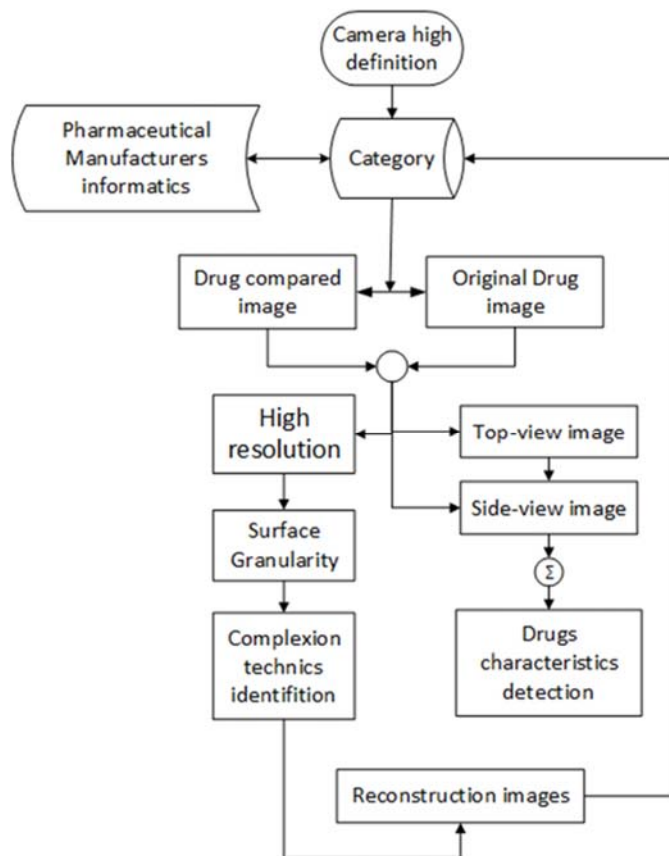 Camera high
definition
Pharmaceutical
Manufacturers
informatics
Category
Drug compared
image
Original Drug
image
High
resolution
Top-view image
Side-view image
Surface
Granularity
Σ
Complexion
technics
identifition
Drugs
characteristics
detection
Reconstruction images